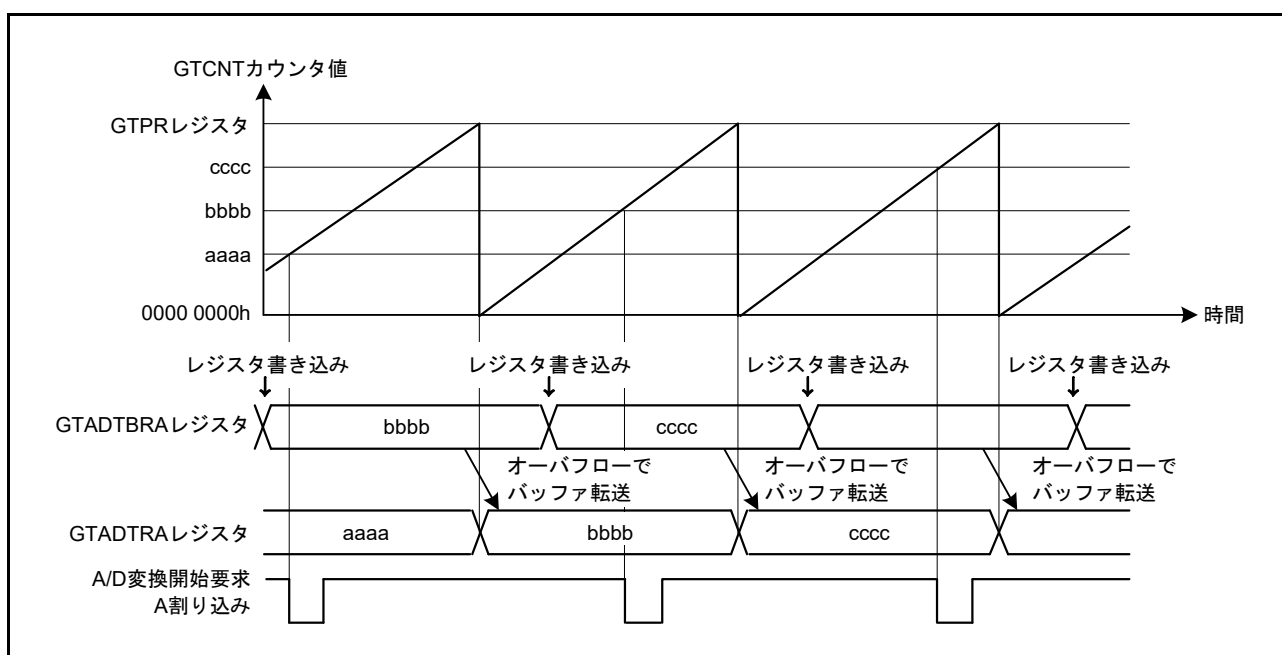 GTCNTカウンタ値
GTPRレジスタ
cccc
bbbb
aaaa
0000 0000h
時間
レジスタ書き込み
レジスタ書き込み
レジスタ書き込み
レジスタ書き込み
GTADTBRAレジスタ
bbbb
cccc
オーバフローで
バッファ転送
オーバフローで
バッファ転送
オーバフローで
バッファ転送
GTADTRAレジスタ
aaaa
bbbb
cccc
A/D変換開始要求
A割り込み